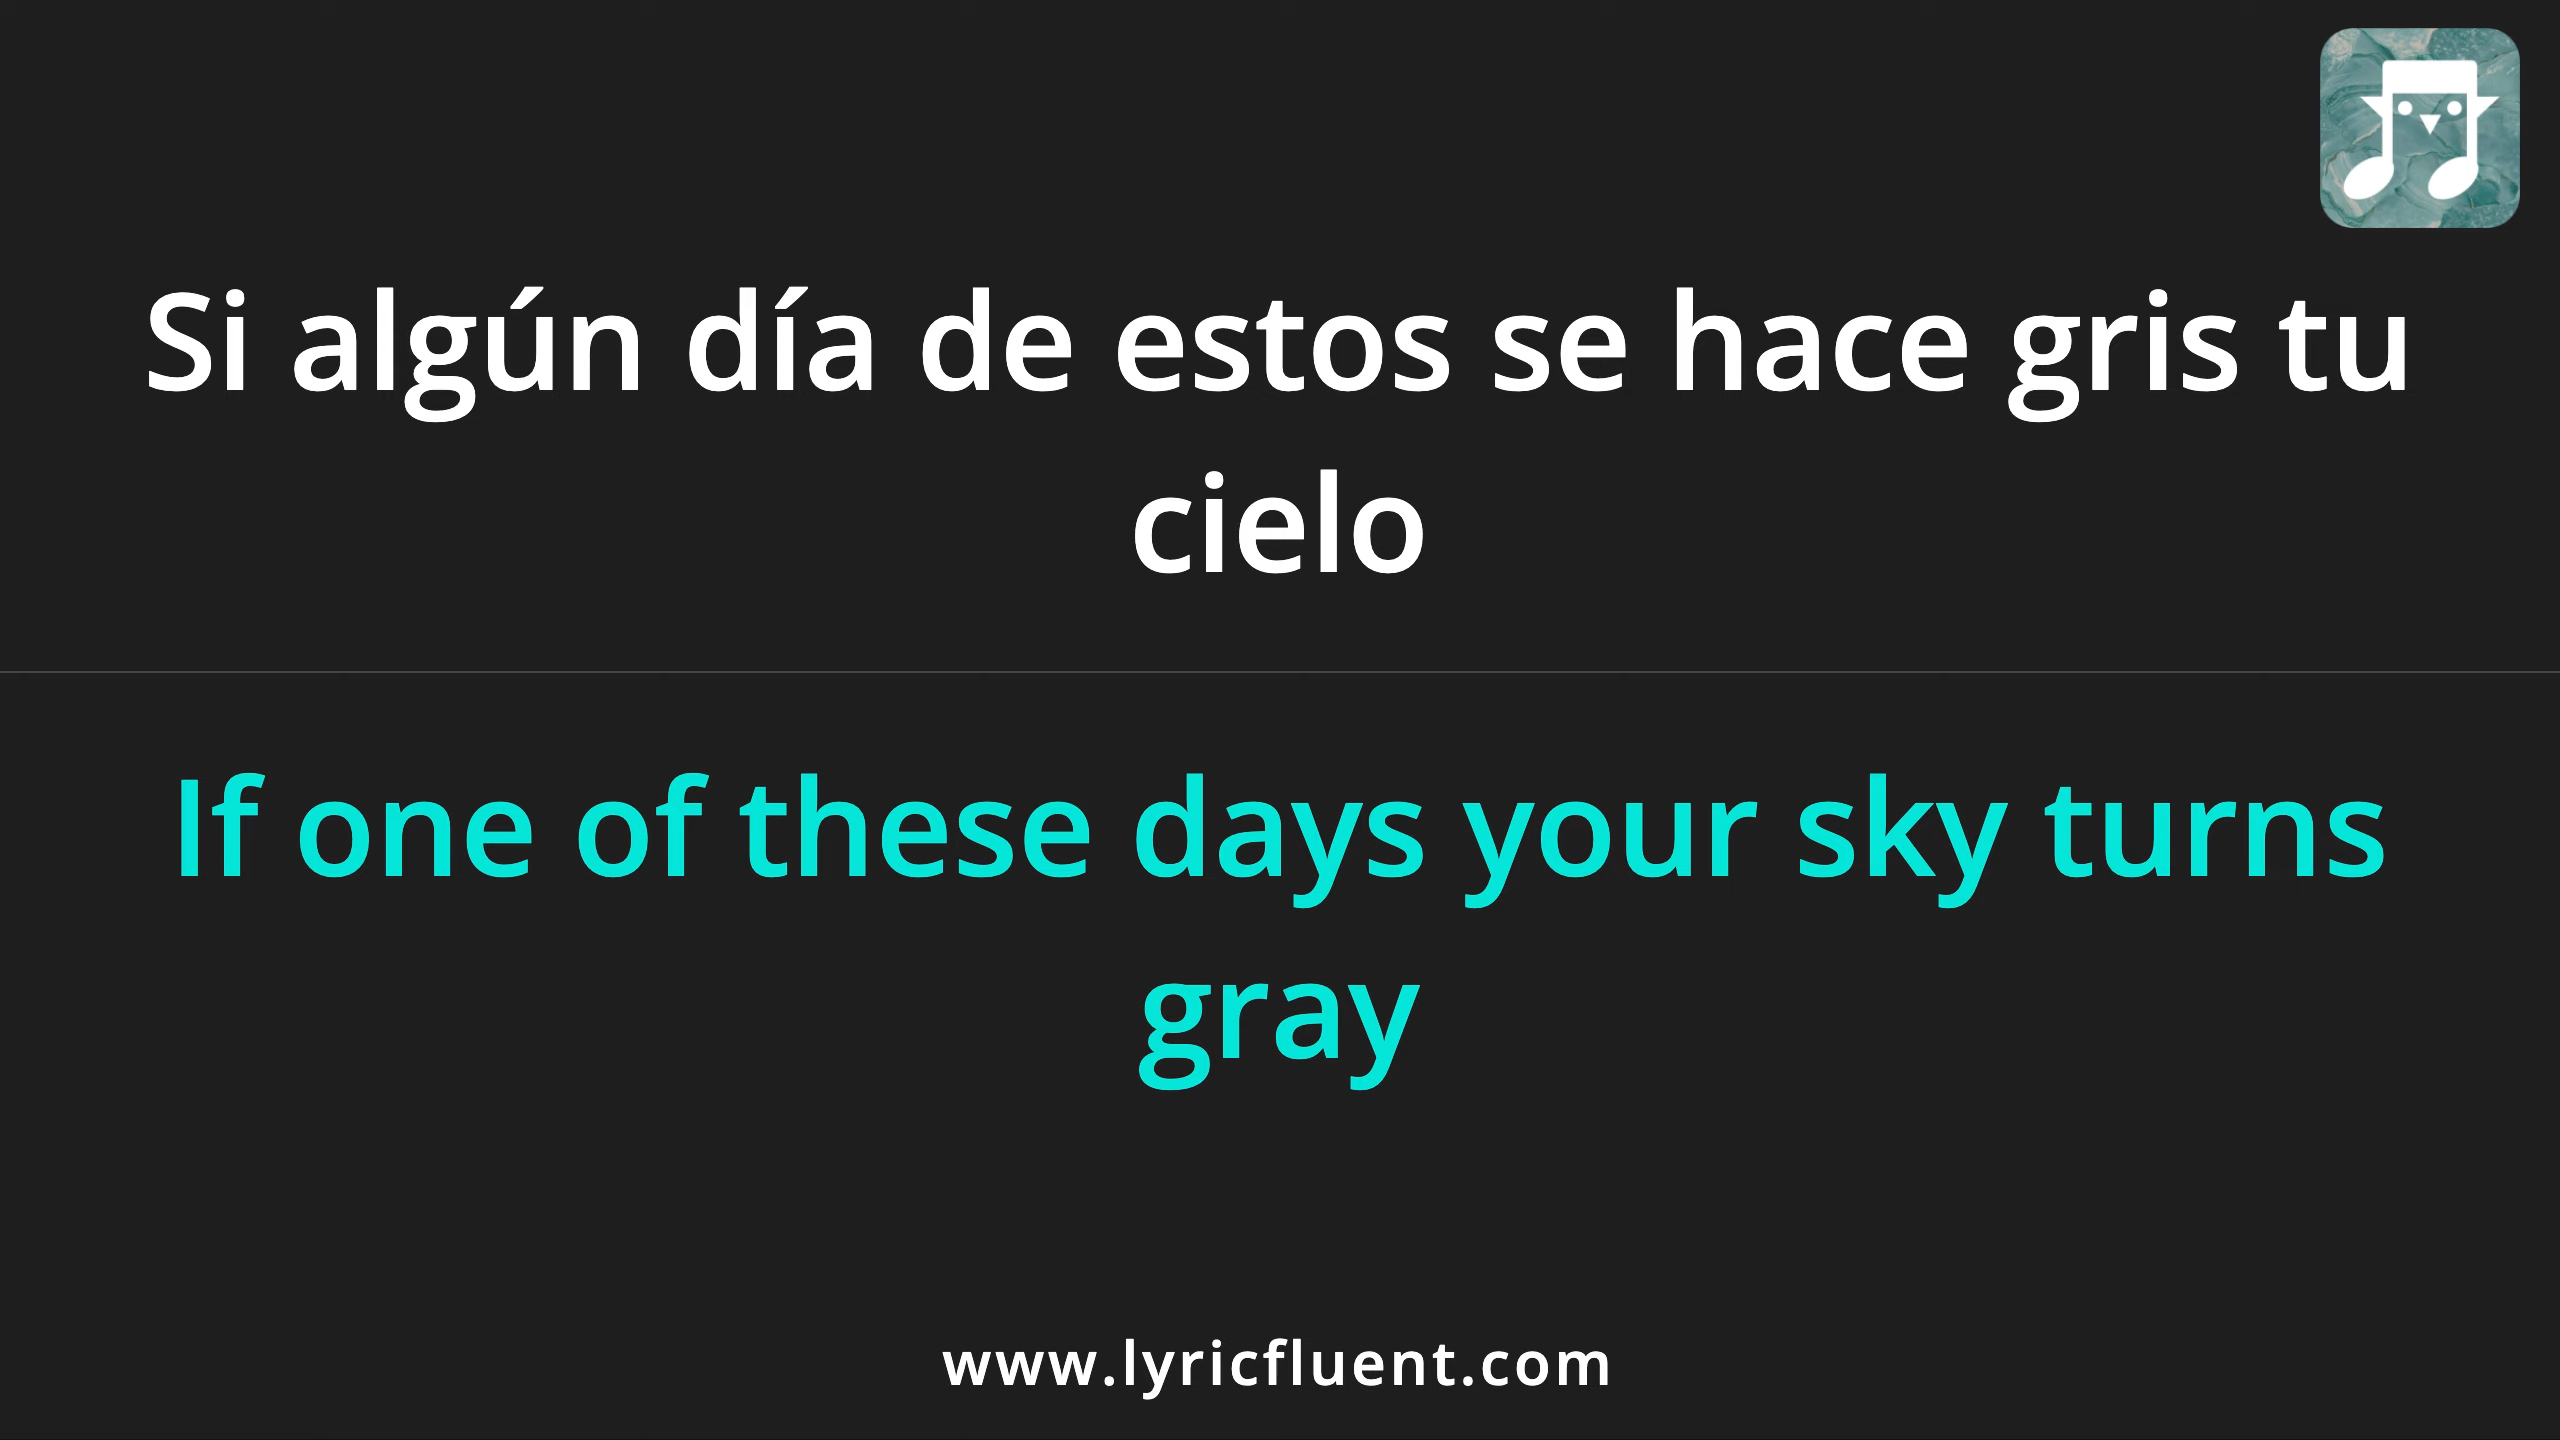 Si algún día de estos se hace gris tu
cielo
If one of these days your sky turns
gray
www.lyricfluent.com